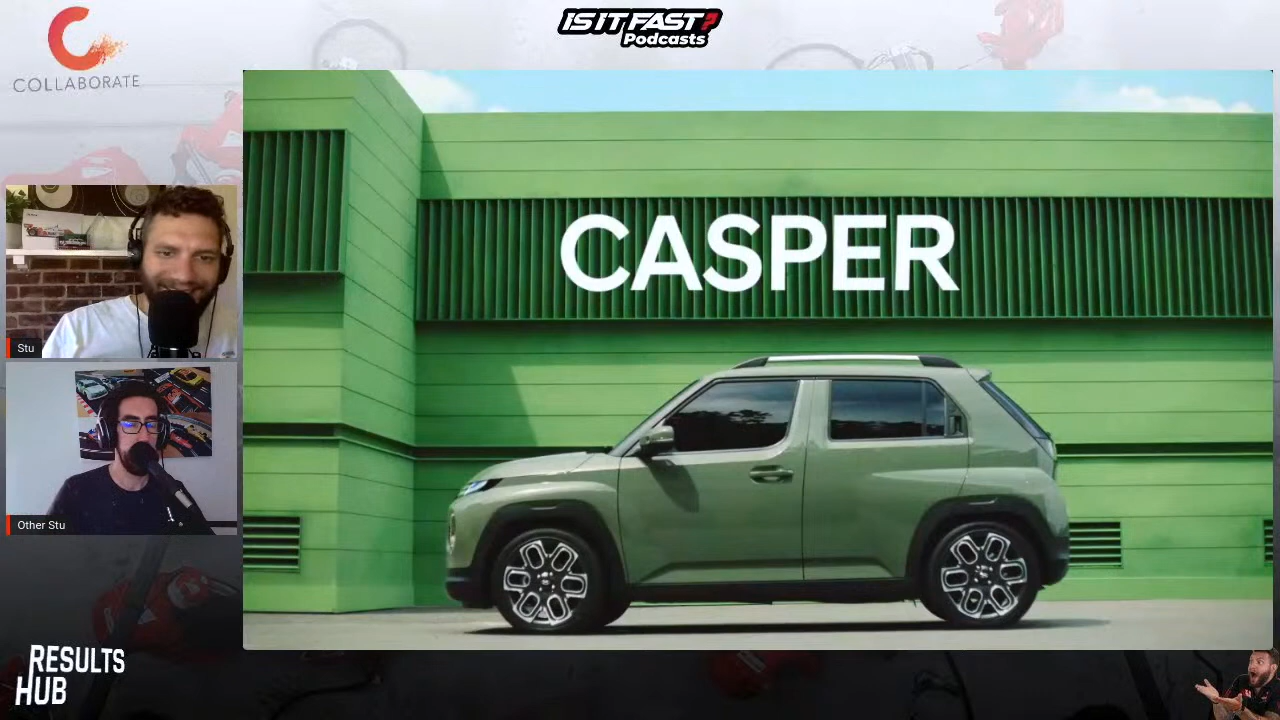 IS IT FAST?
Podcasts
COLLABORATE
CASPER
Stu
Other Stu
RESULTS
HUB